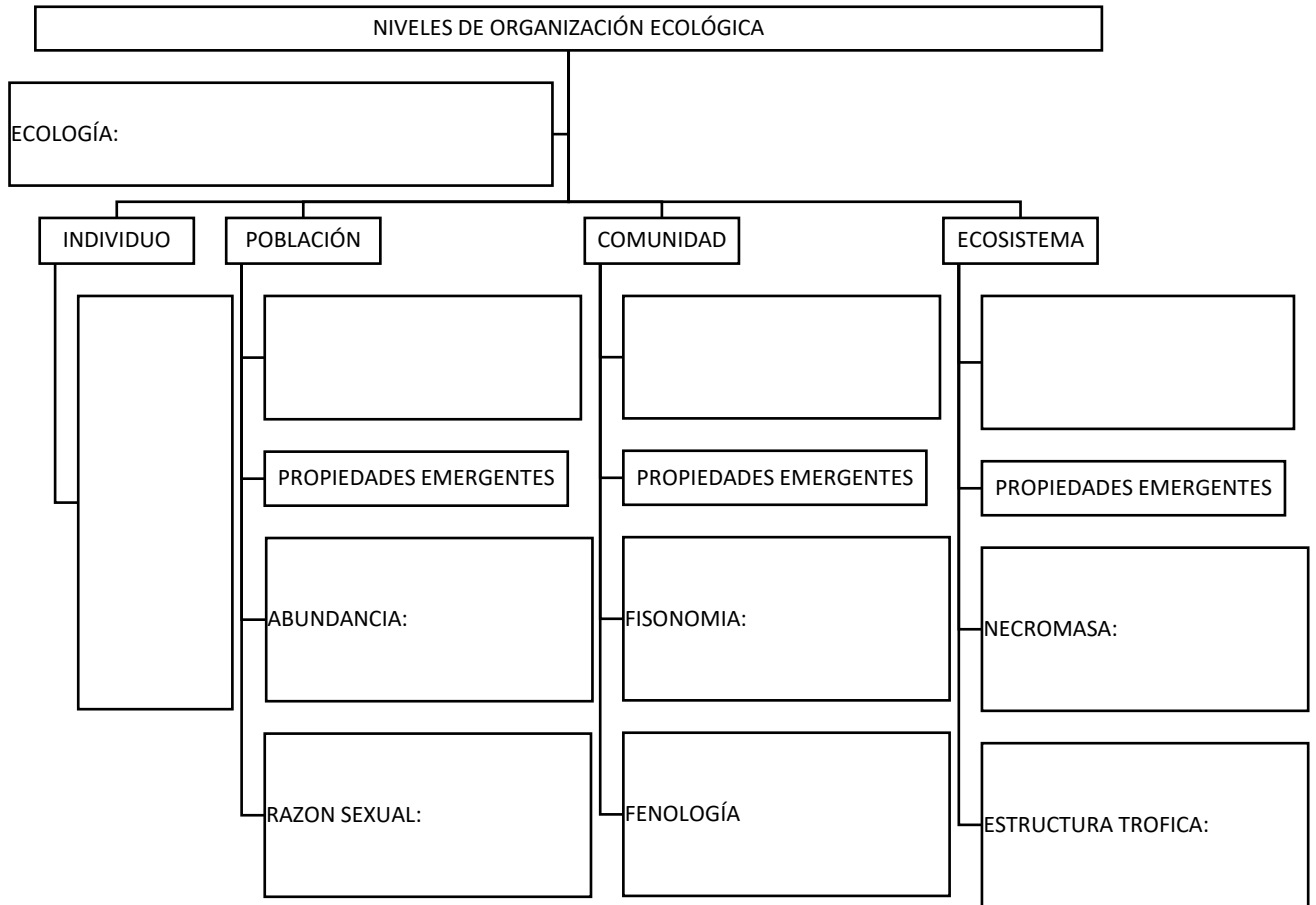 NIVELES DE ORGANIZACIÓN ECOLÓGICA
ECOLOGÍA:
INDIVIDUO
POBLACIÓN
COMUNIDAD
ECOSISTEMA
PROPIEDADES EMERGENTES
PROPIEDADES EMERGENTES
PROPIEDADES EMERGENTES
ABUNDANCIA:
FISONOMIA:
NECROMASA:
RAZON SEXUAL:
FENOLOGÍA
ESTRUCTURA TROFICA: